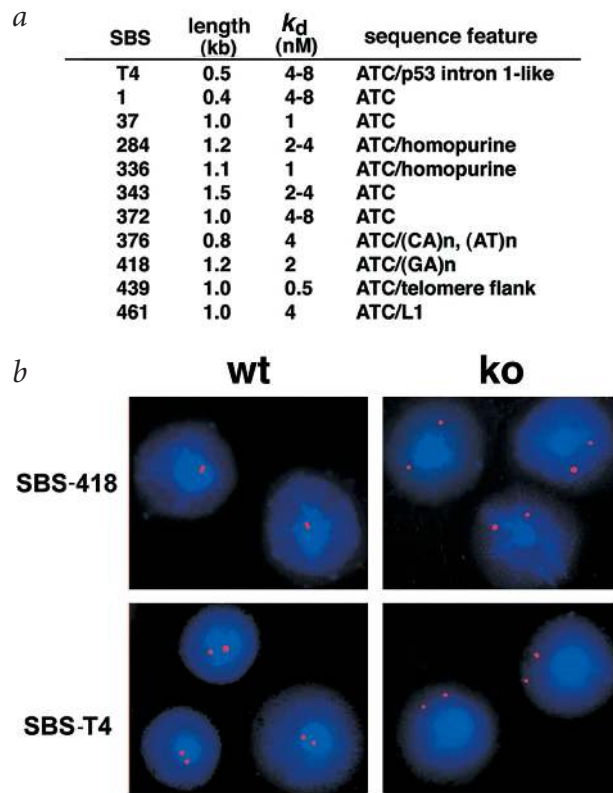 a
SBS length (kb) kd (nM) sequence feature
T4 0.5 4-8 ATC/p53 intron 1-like
1 0.4 4-8 ATC
37 1.0 1 ATC
284 1.2 2-4 ATC/homopurine
336 1.1 1 ATC/homopurine
343 1.5 2-4 ATC
372 1.0 4-8 ATC
376 0.8 4 ATC/(CA)n, (AT)n
418 1.2 2 ATC/(GA)n
439 1.0 0.5 ATC/telomere flank
461 1.0 4 ATC/L1
b
wt ko
SBS-418
SBS-T4